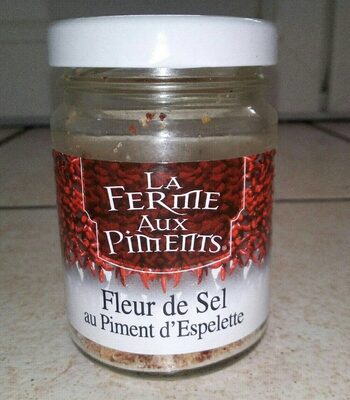 La
Ferme
Aux
Piments®
Fleur de Sel
au Piment d'Espelette